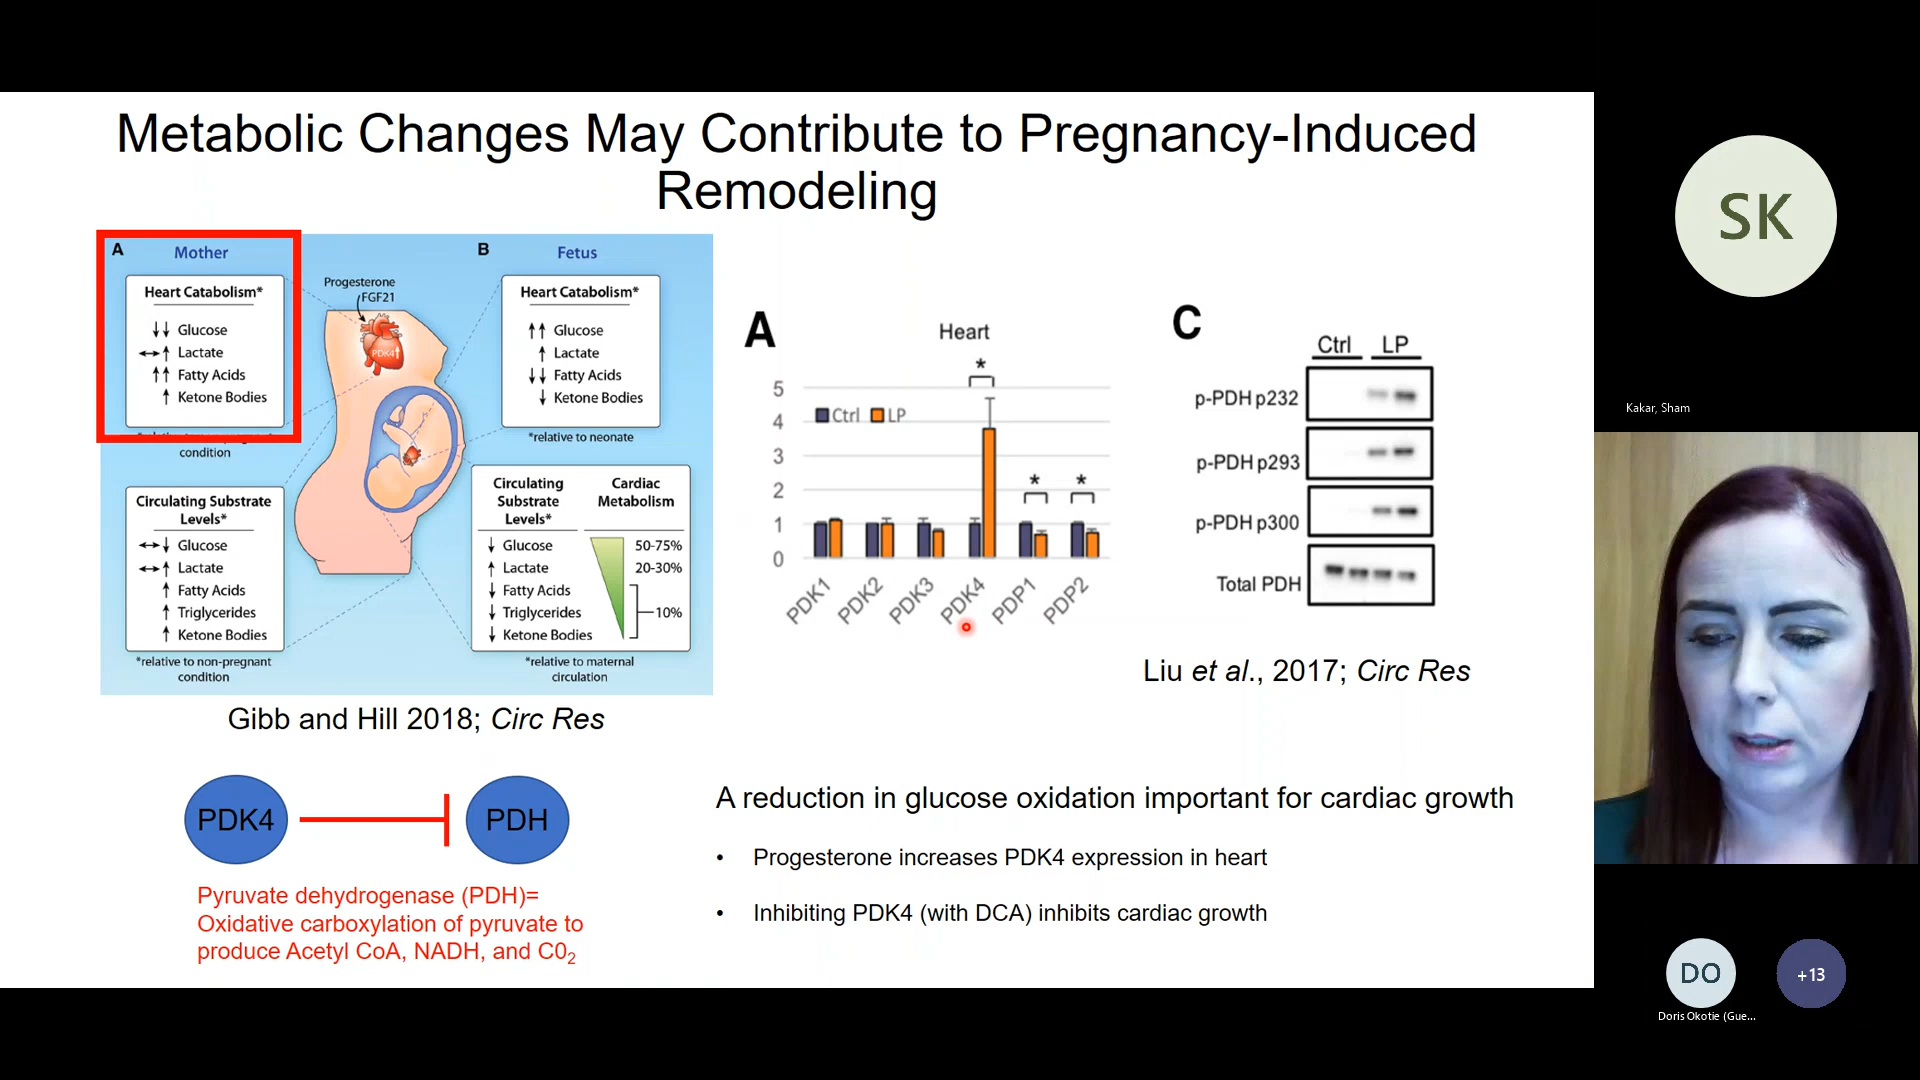 Metabolic Changes May Contribute to Pregnancy-Induced
Remodeling
A
Mother
Heart Catabolism*
↓↓ Glucose
↔↑ Lactate
↑↑ Fatty Acids
↑ Ketone Bodies
condition
Circulating Substrate
Levels*
↔↓ Glucose
↔↑ Lactate
↑ Fatty Acids
↑ Triglycerides
↑ Ketone Bodies
*relative to non-pregnant
condition
Progesterone
FGF21
PDK4↑
B
Fetus
Heart Catabolism*
↑↑ Glucose
↑ Lactate
↓↓ Fatty Acids
↓ Ketone Bodies
*relative to neonate
Circulating
Substrate
Levels*
↓ Glucose
↑ Lactate
↓ Fatty Acids
↓ Triglycerides
↓ Ketone Bodies
Cardiac
Metabolism
50-75%
20-30%
10%
*relative to maternal
circulation
Gibb and Hill 2018; Circ Res
A
Heart
*
5
4
3
2
1
0
Ctrl LP
* *
PDK1 PDK2 PDK3 PDK4 PDP1 PDP2
C
Ctrl LP
p-PDH p232
p-PDH p293
p-PDH p300
Total PDH
Liu et al., 2017; Circ Res
PDK4
PDH
Pyruvate dehydrogenase (PDH)=
Oxidative carboxylation of pyruvate to
produce Acetyl CoA, NADH, and C0₂
A reduction in glucose oxidation important for cardiac growth
• Progesterone increases PDK4 expression in heart
• Inhibiting PDK4 (with DCA) inhibits cardiac growth
SK
Kakar, Sham
DO
+13
Doris Okotie (Gue...